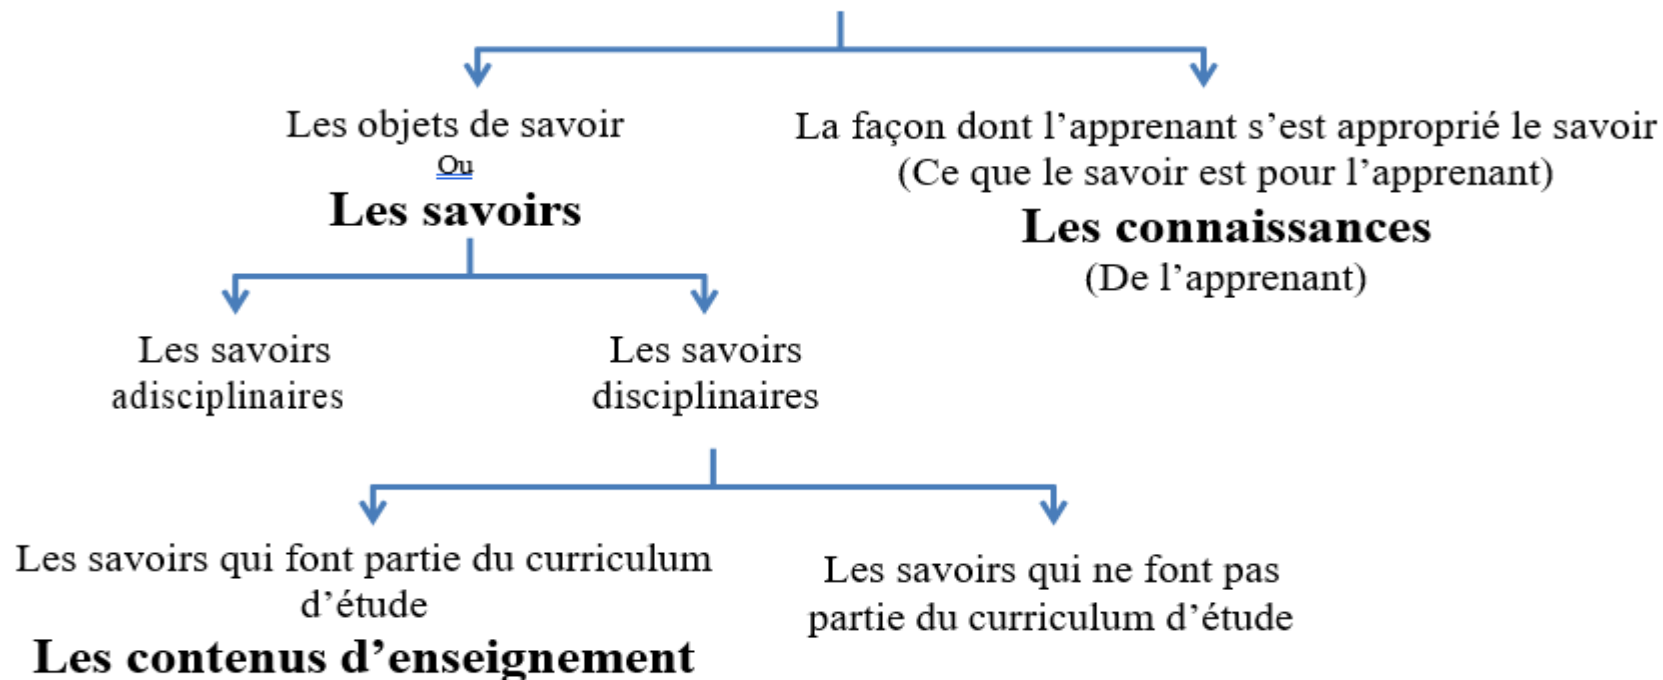 Les objets de savoir
Ou
Les savoirs
La façon dont l’apprenant s’est approprié le savoir
(Ce que le savoir est pour l’apprenant)
Les connaissances
(De l’apprenant)
Les savoirs
adisciplinaires
Les savoirs
disciplinaires
Les savoirs qui font partie du curriculum
d’étude
Les contenus d’enseignement
Les savoirs qui ne font pas
partie du curriculum d’étude